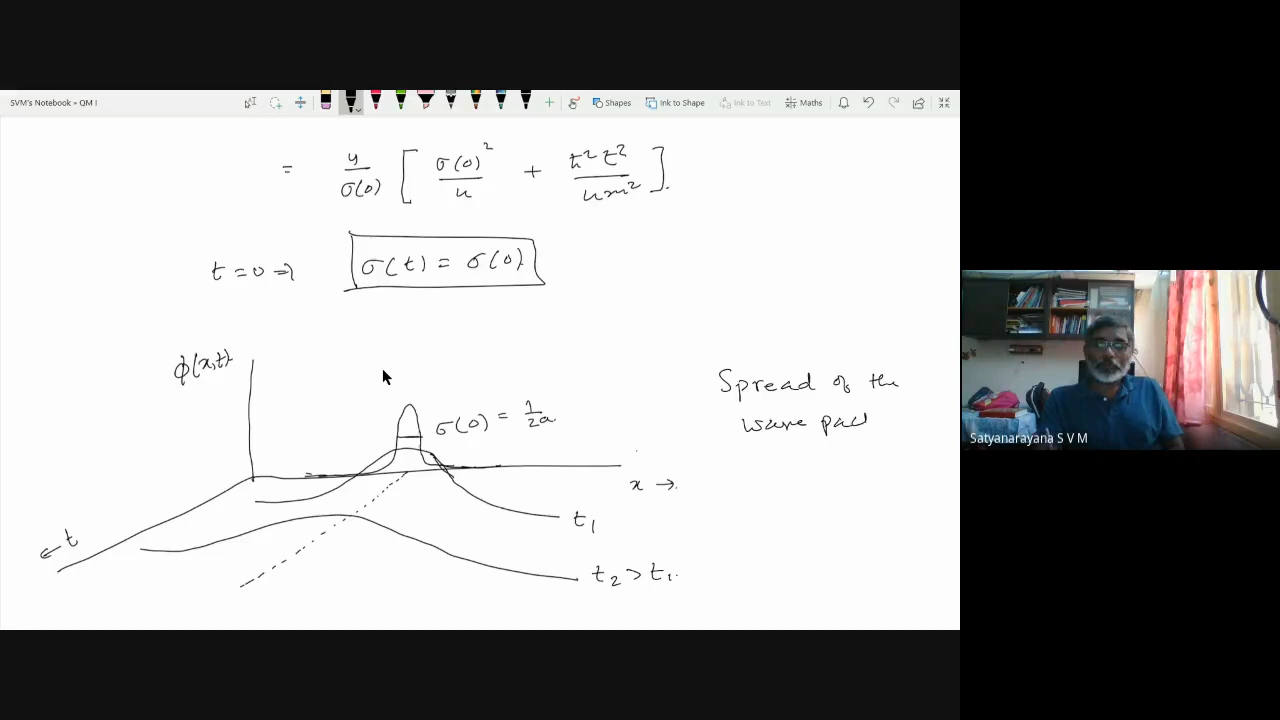 SVM's Notebook » QM I
Shapes
Ink to Shape
Ink to Text
Maths
= 4/σ(0) [ σ(0)²/4 + ħ²t²/4m² ].
t = 0 ⇒ σ(t) = σ(0)
ϕ(x,t)
σ(0) = 1/2a
Spread of the
wave pac
x →
t₁
← t
t₂ > t₁.
Satyanarayana S V M